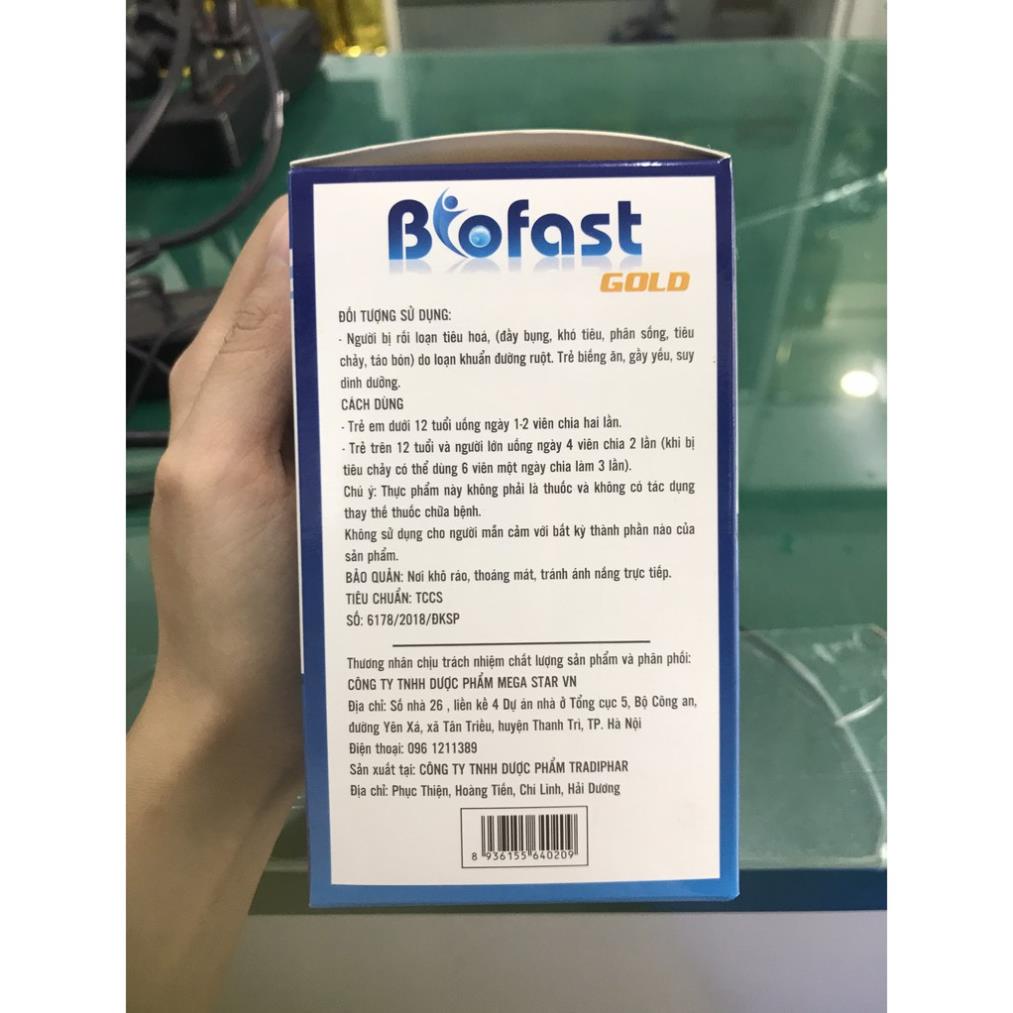 Biofast
GOLD
ĐỐI TƯỢNG SỬ DỤNG:
- Người bị rối loạn tiêu hoá, (đầy bụng, khó tiêu, phân sống, tiêu
chảy, táo bón) do loạn khuẩn đường ruột. Trẻ biếng ăn, gầy yếu, suy
dinh dưỡng.
CÁCH DÙNG
- Trẻ em dưới 12 tuổi uống ngày 1-2 viên chia hai lần.
- Trẻ trên 12 tuổi và người lớn uống ngày 4 viên chia 2 lần (khi bị
tiêu chảy có thể dùng 6 viên một ngày chia làm 3 lần).
Chú ý: Thực phẩm này không phải là thuốc và không có tác dụng
thay thế thuốc chữa bệnh.
Không sử dụng cho người mẫn cảm với bất kỳ thành phần nào của
sản phẩm.
BẢO QUẢN: Nơi khô ráo, thoáng mát, tránh ánh nắng trực tiếp.
TIÊU CHUẨN: TCCS
SỐ: 6178/2018/ĐKSP
Thương nhân chịu trách nhiệm chất lượng sản phẩm và phân phối:
CÔNG TY TNHH DƯỢC PHẨM MEGA STAR VN
Địa chỉ: Số nhà 26 , liền kề 4 Dự án nhà ở Tổng cục 5, Bộ Công an,
đường Yên Xá, xã Tân Triều, huyện Thanh Trì, TP. Hà Nội
Điện thoại: 096 1211389
Sản xuất tại: CÔNG TY TNHH DƯỢC PHẨM TRADIPHAR
Địa chỉ: Phục Thiện, Hoàng Tiến, Chí Linh, Hải Dương
8 936155 640209